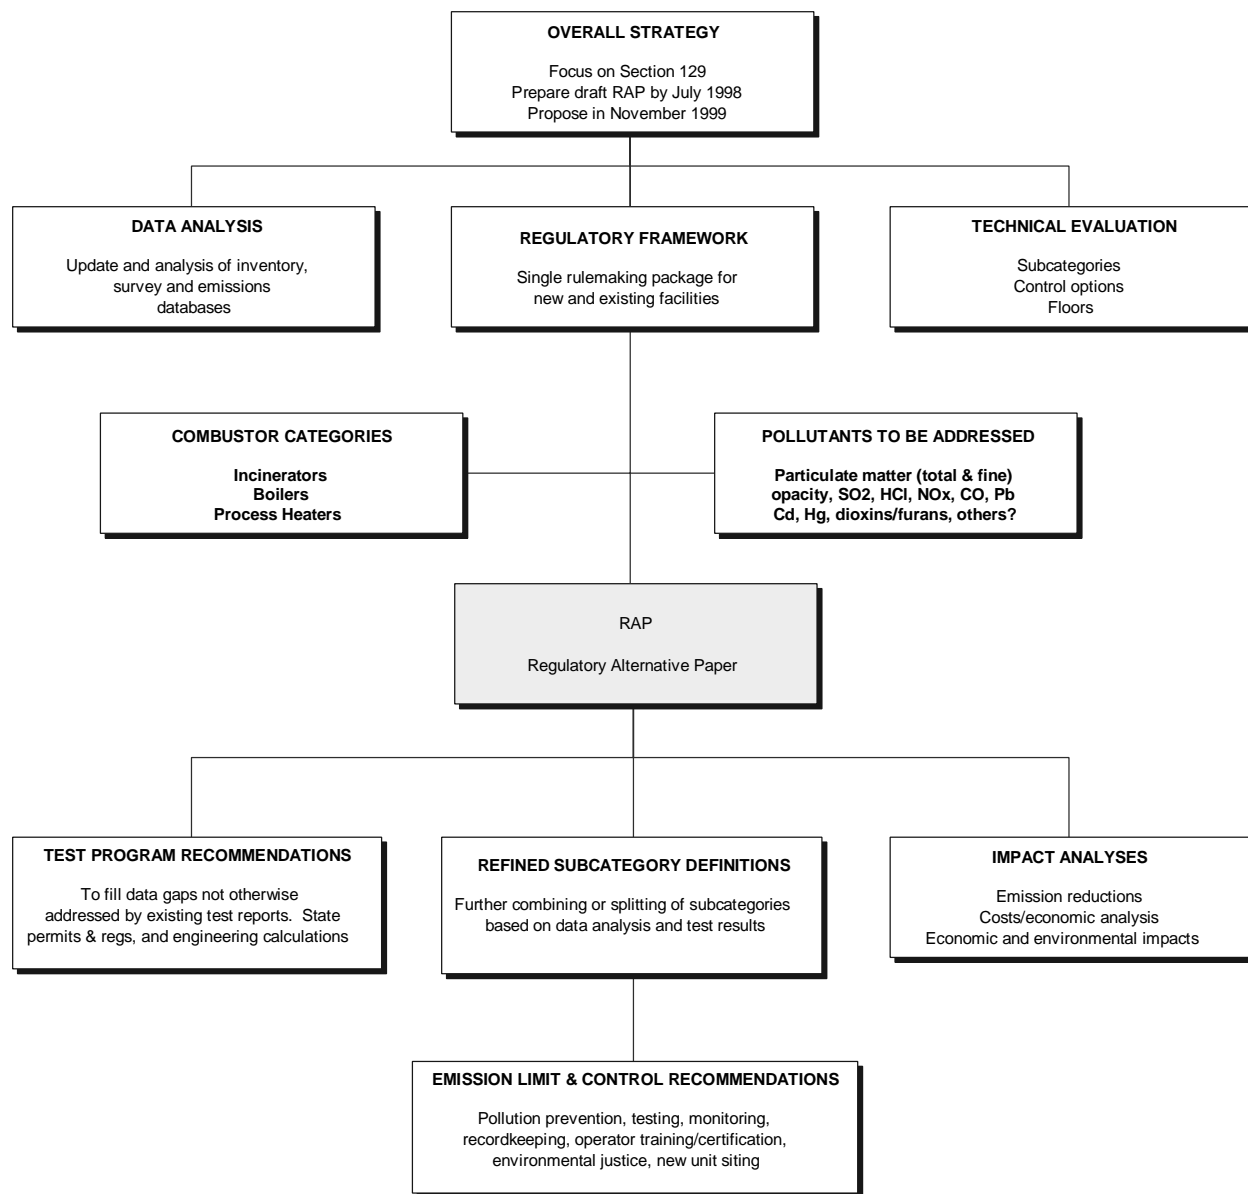 OVERALL STRATEGY
Focus on Section 129
Prepare draft RAP by July 1998
Propose in November 1999
DATA ANALYSIS
Update and analysis of inventory,
survey and emissions
databases
REGULATORY FRAMEWORK
Single rulemaking package for
new and existing facilities
TECHNICAL EVALUATION
Subcategories
Control options
Floors
COMBUSTOR CATEGORIES
Incinerators
Boilers
Process Heaters
POLLUTANTS TO BE ADDRESSED
Particulate matter (total & fine)
opacity, SO2, HCl, NOx, CO, Pb
Cd, Hg, dioxins/furans, others?
RAP
Regulatory Alternative Paper
TEST PROGRAM RECOMMENDATIONS
To fill data gaps not otherwise
addressed by existing test reports.  State
permits & regs, and engineering calculations
REFINED SUBCATEGORY DEFINITIONS
Further combining or splitting of subcategories
based on data analysis and test results
IMPACT ANALYSES
Emission reductions
Costs/economic analysis
Economic and environmental impacts
EMISSION LIMIT & CONTROL RECOMMENDATIONS
Pollution prevention, testing, monitoring,
recordkeeping, operator training/certification,
environmental justice, new unit siting